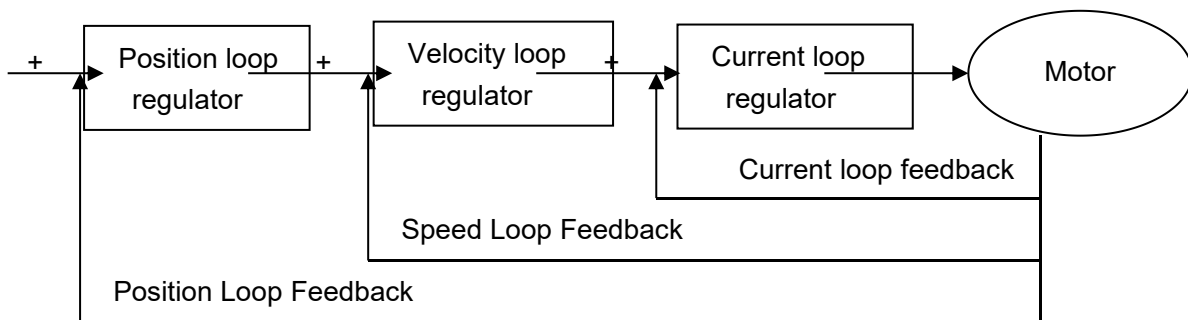 +
Position loop
regulator
+
Velocity loop
regulator
+
Current loop
regulator
Motor
Current loop feedback
Speed Loop Feedback
Position Loop Feedback